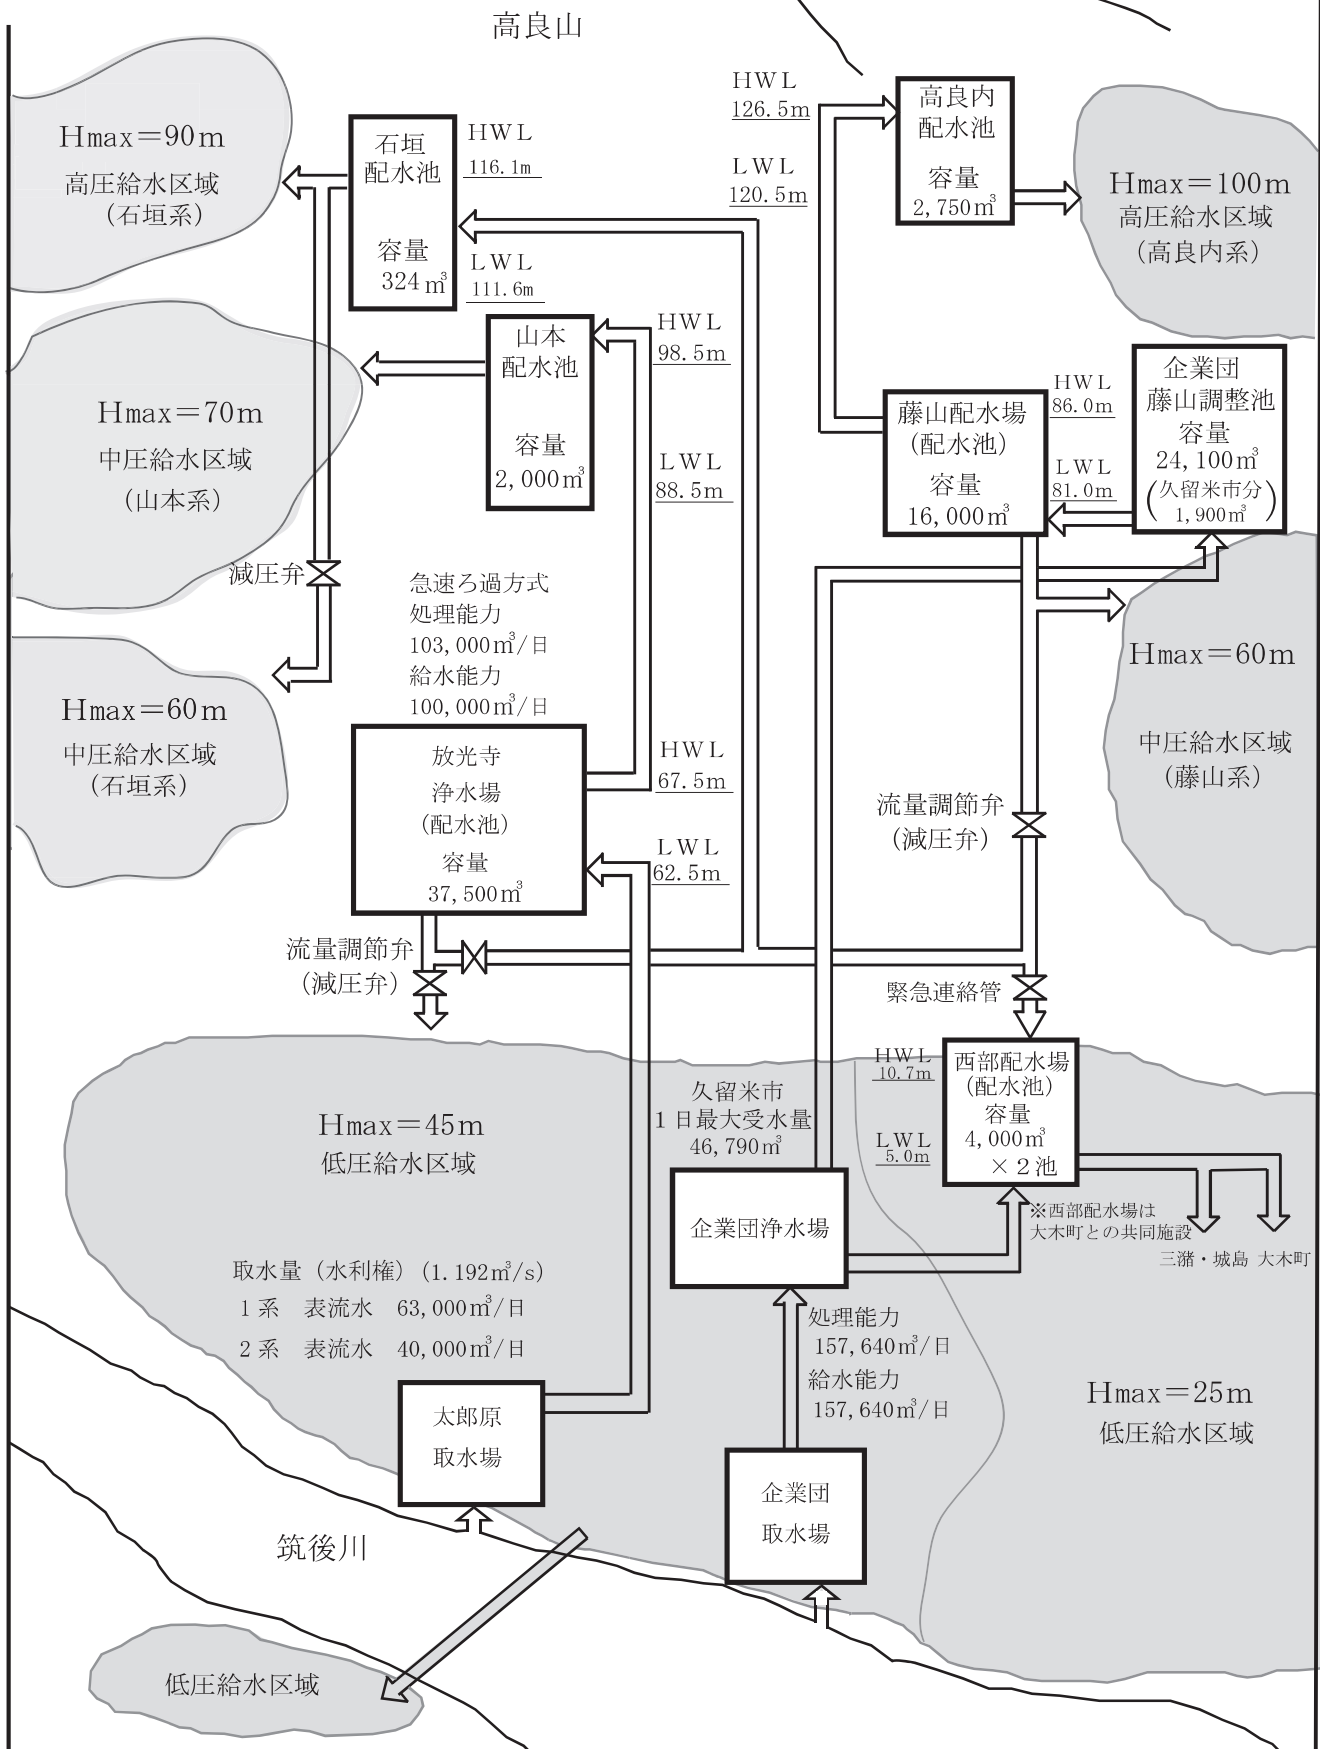 高良山
Hmax＝90m
高圧給水区域
(石垣系)
石垣
配水池
容量
324㎥
HWL
116.1m
LWL
111.6m
HWL
126.5m
LWL
120.5m
高良内
配水池
容量
2,750㎥
Hmax＝100m
高圧給水区域
(高良内系)
Hmax＝70m
中圧給水区域
(山本系)
山本
配水池
容量
2,000㎥
HWL
98.5m
LWL
88.5m
藤山配水場
(配水池)
容量
16,000㎥
HWL
86.0m
LWL
81.0m
企業団
藤山調整池
容量
24,100㎥
(久留米市分
1,900㎥)
減圧弁
急速ろ過方式
処理能力
103,000㎥/日
給水能力
100,000㎥/日
Hmax＝60m
中圧給水区域
(石垣系)
放光寺
浄水場
(配水池)
容量
37,500㎥
HWL
67.5m
LWL
62.5m
Hmax＝60m
中圧給水区域
(藤山系)
流量調節弁
(減圧弁)
流量調節弁
(減圧弁)
緊急連絡管
HWL
10.7m
LWL
5.0m
西部配水場
(配水池)
容量
4,000㎥
×2池
Hmax＝45m
低圧給水区域
久留米市
1日最大受水量
46,790㎥
企業団浄水場
※西部配水場は
大木町との共同施設
三潴・城島 大木町
取水量（水利権）(1.192㎥/s)
1系 表流水 63,000㎥/日
2系 表流水 40,000㎥/日
処理能力
157,640㎥/日
給水能力
157,640㎥/日
Hmax＝25m
低圧給水区域
太郎原
取水場
企業団
取水場
筑後川
低圧給水区域